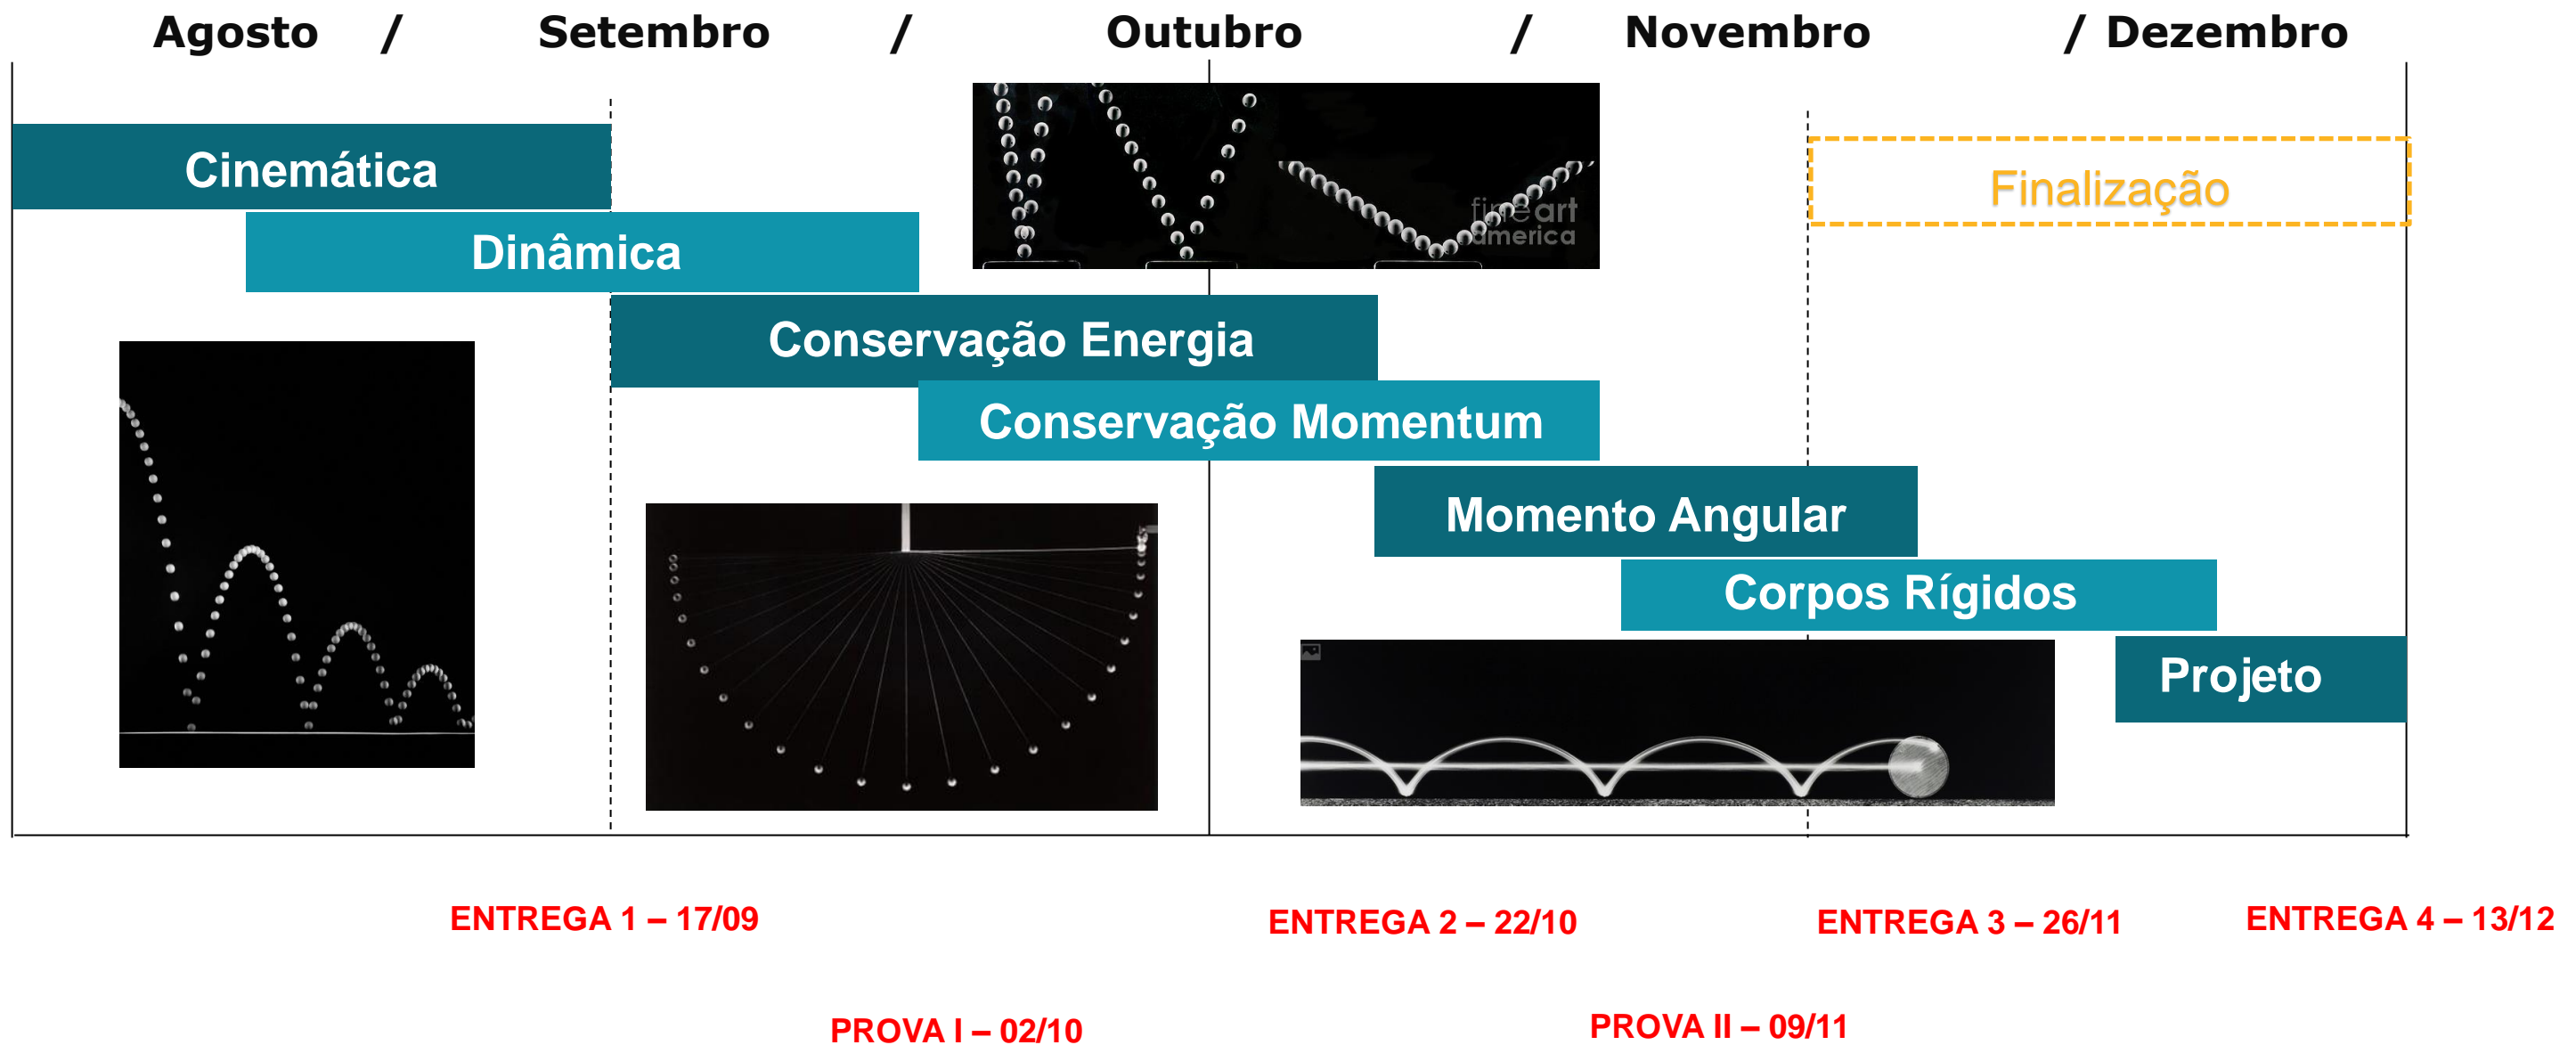 Agosto / Setembro / Outubro / Novembro / Dezembro
Cinemática
Finalização
Dinâmica
fine art
america
Conservação Energia
Conservação Momentum
Momento Angular
Corpos Rígidos
Projeto
ENTREGA 1 – 17/09
ENTREGA 2 – 22/10
ENTREGA 3 – 26/11
ENTREGA 4 – 13/12
PROVA I – 02/10
PROVA II – 09/11